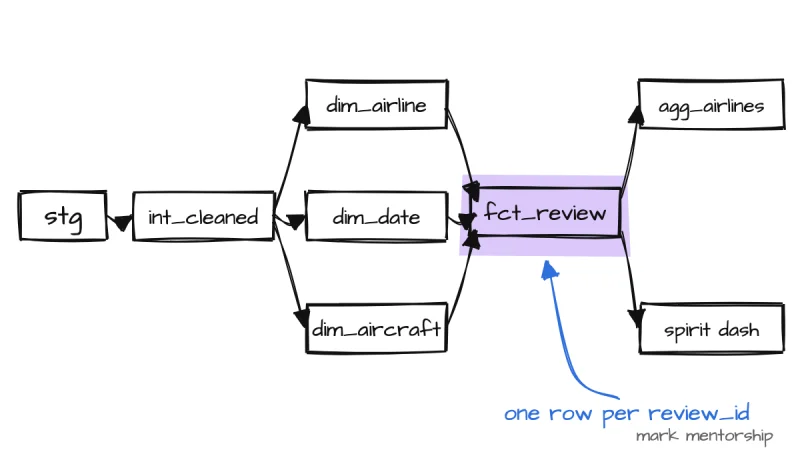 dim_airline
agg_airlines
stg
int_cleaned
dim_date
fct_review
dim_aircraft
spirit dash
one row per review_id
mark mentorship